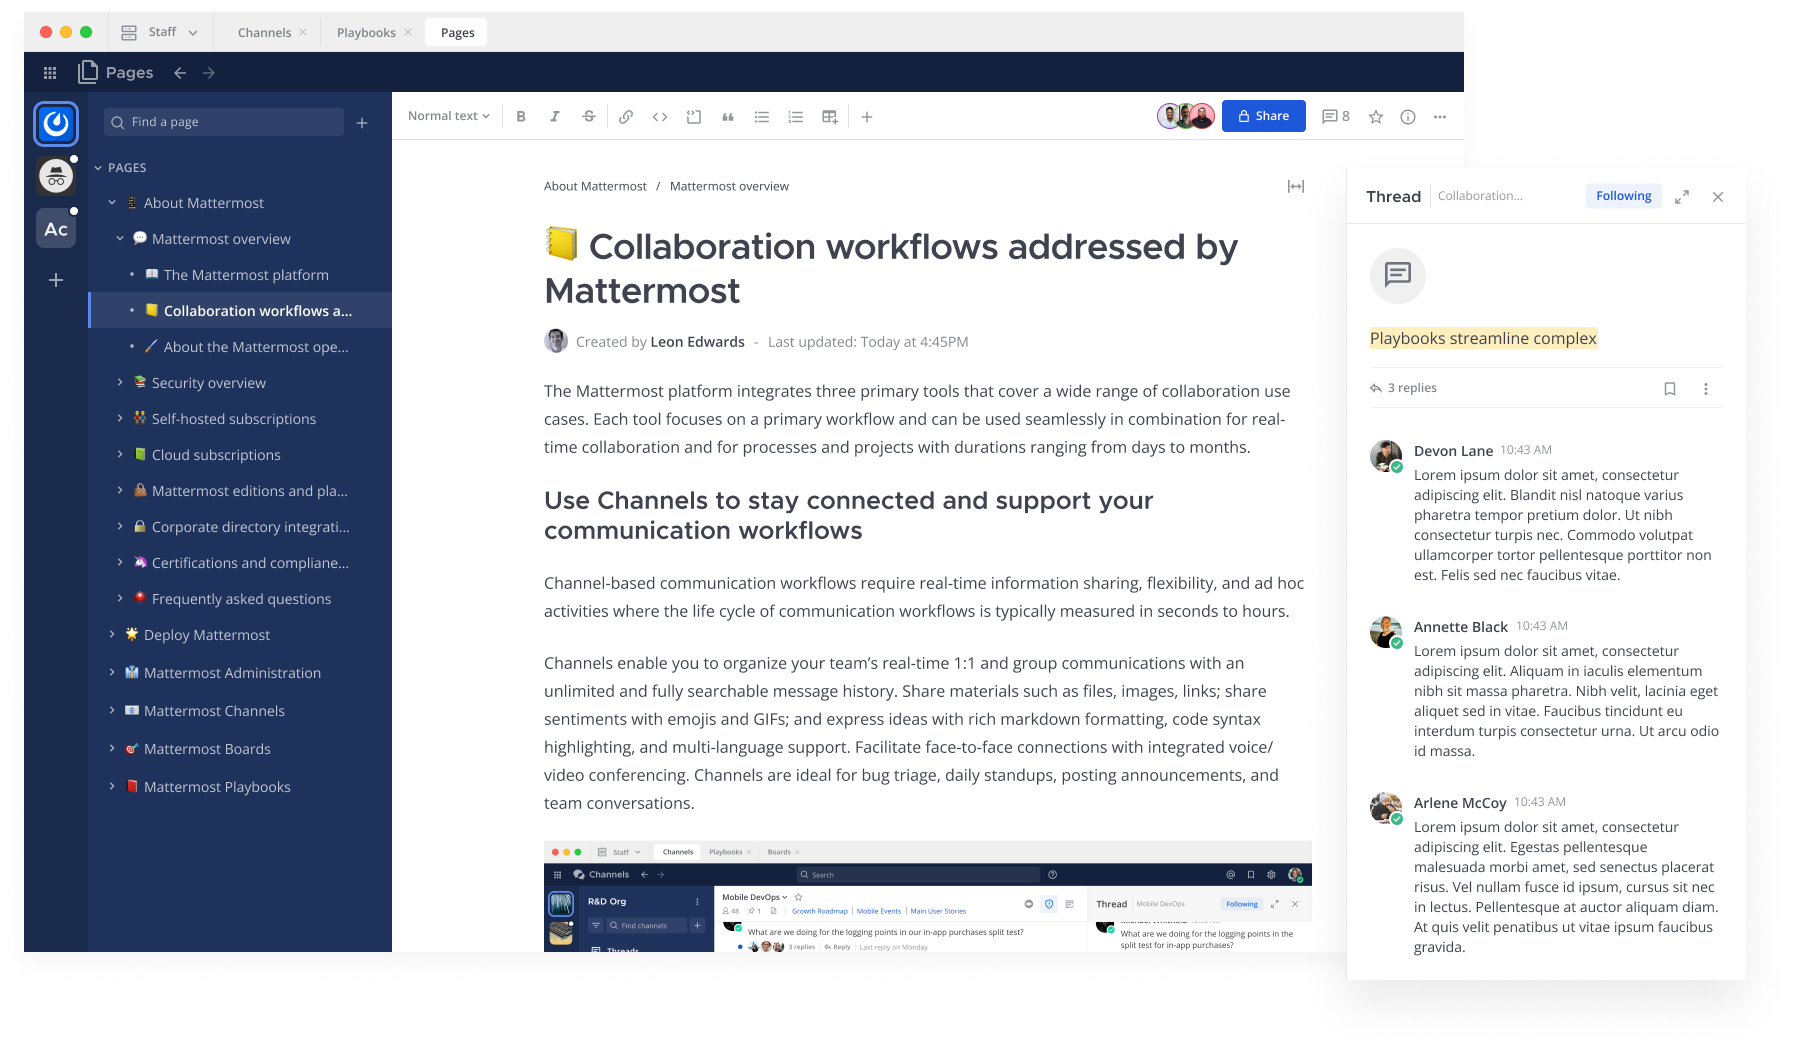 Staff
Channels
Playbooks
Pages
Pages
Find a page
Ac
PAGES
About Mattermost
Mattermost overview
The Mattermost platform
Collaboration workflows a...
About the Mattermost ope...
Security overview
Self-hosted subscriptions
Cloud subscriptions
Mattermost editions and pla...
Corporate directory integrati...
Certifications and compliane...
Frequently asked questions
Deploy Mattermost
Mattermost Administration
Mattermost Channels
Mattermost Boards
Mattermost Playbooks
Normal text
B I S
Share
8
About Mattermost / Mattermost overview
Collaboration workflows addressed by
Mattermost
Created by Leon Edwards - Last updated: Today at 4:45PM
The Mattermost platform integrates three primary tools that cover a wide range of collaboration use
cases. Each tool focuses on a primary workflow and can be used seamlessly in combination for real-
time collaboration and for processes and projects with durations ranging from days to months.
Use Channels to stay connected and support your
communication workflows
Channel-based communication workflows require real-time information sharing, flexibility, and ad hoc
activities where the life cycle of communication workflows is typically measured in seconds to hours.
Channels enable you to organize your team's real-time 1:1 and group communications with an
unlimited and fully searchable message history. Share materials such as files, images, links; share
sentiments with emojis and GIFs; and express ideas with rich markdown formatting, code syntax
highlighting, and multi-language support. Facilitate face-to-face connections with integrated voice/
video conferencing. Channels are ideal for bug triage, daily standups, posting announcements, and
team conversations.
Staff
Channels
Playbooks
Boards
Channels
Search
R&D Org
Find channels
Threads
Mobile DevOps
48
1
Growth Roadmap
Mobile Events
Main User Stories
What are we doing for the logging points in our in-app purchases split test?
3 replies
Reply
Last reply on Monday
Thread
Mobile DevOps
Following
What are we doing for the logging points in the
split test for in-app purchases?
Thread
Collaboration...
Following
Playbooks streamline complex
3 replies
Devon Lane 10:43 AM
Lorem ipsum dolor sit amet, consectetur
adipiscing elit. Blandit nisl natoque varius
pharetra tempor pretium dolor. Ut nibh
consectetur turpis nec. Commodo volutpat
ullamcorper tortor pellentesque porttitor non
est. Felis sed nec faucibus vitae.
Annette Black 10:43 AM
Lorem ipsum dolor sit amet, consectetur
adipiscing elit. Aliquam in iaculis elementum
nibh sit massa pharetra. Nibh velit, lacinia eget
aliquet sed in vitae. Faucibus tincidunt eu
interdum turpis consectetur urna. Ut arcu odio
id massa.
Arlene McCoy 10:43 AM
Lorem ipsum dolor sit amet, consectetur
adipiscing elit. Egestas pellentesque
malesuada morbi amet, sed senectus placerat
risus. Vel nullam fusce id ipsum, cursus sit nec
in lectus. Pellentesque at auctor aliquam diam.
At quis velit penatibus ut vitae ipsum faucibus
gravida.